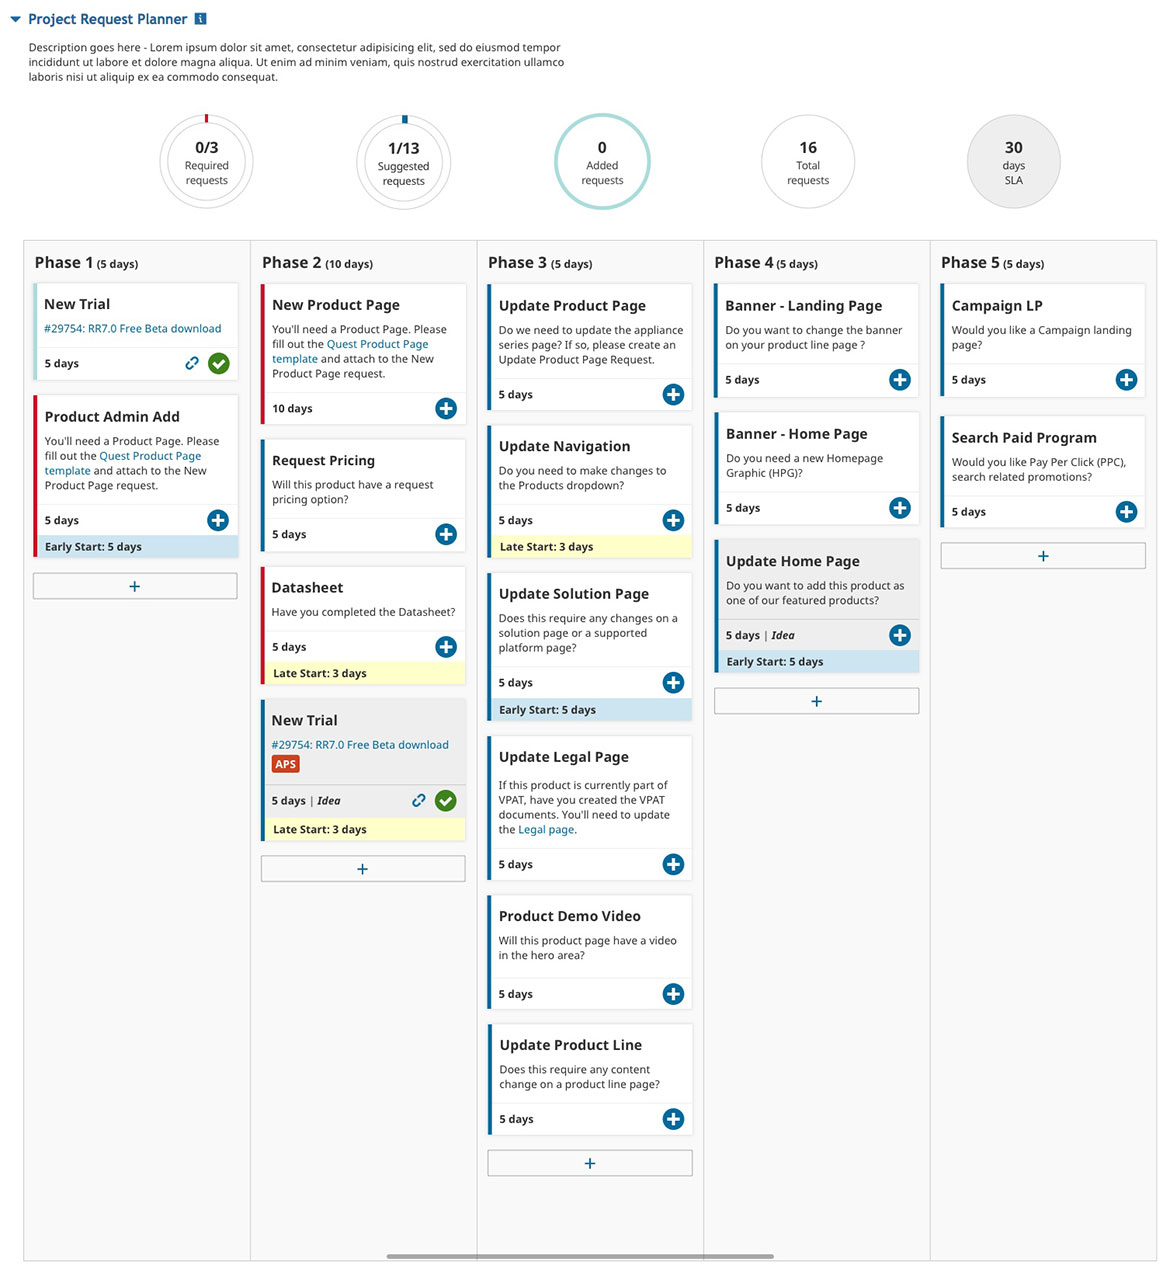 Project Request Planner
Description goes here - Lorem ipsum dolor sit amet, consectetur adipisicing elit, sed do eiusmod tempor
incididunt ut labore et dolore magna aliqua. Ut enim ad minim veniam, quis nostrud exercitation ullamco
laboris nisi ut aliquip ex ea commodo consequat.
0/3
Required
requests
1/13
Suggested
requests
0
Added
requests
16
Total
requests
30
days
SLA
Phase 1 (5 days)
New Trial
#29754: RR7.0 Free Beta download
5 days
Product Admin Add
You'll need a Product Page. Please
fill out the Quest Product Page
template and attach to the New
Product Page request.
5 days
Early Start: 5 days
+
Phase 2 (10 days)
New Product Page
You'll need a Product Page. Please
fill out the Quest Product Page
template and attach to the New
Product Page request.
10 days
Request Pricing
Will this product have a request
pricing option?
5 days
Datasheet
Have you completed the Datasheet?
5 days
Late Start: 3 days
New Trial
#29754: RR7.0 Free Beta download
APS
5 days | Idea
Late Start: 3 days
+
Phase 3 (5 days)
Update Product Page
Do we need to update the appliance
series page? If so, please create an
Update Product Page Request.
5 days
Update Navigation
Do you need to make changes to
the Products dropdown?
5 days
Late Start: 3 days
Update Solution Page
Does this require any changes on a
solution page or a supported
platform page?
5 days
Early Start: 5 days
Update Legal Page
If this product is currently part of
VPAT, have you created the VPAT
documents. You'll need to update
the Legal page.
5 days
Product Demo Video
Will this product page have a video
in the hero area?
5 days
Update Product Line
Does this require any content
change on a product line page?
5 days
+
Phase 4 (5 days)
Banner - Landing Page
Do you want to change the banner
on your product line page ?
5 days
Banner - Home Page
Do you need a new Homepage
Graphic (HPG)?
5 days
Update Home Page
Do you want to add this product as
one of our featured products?
5 days | Idea
Early Start: 5 days
+
Phase 5 (5 days)
Campaign LP
Would you like a Campaign landing
page?
5 days
Search Paid Program
Would you like Pay Per Click (PPC),
search related promotions?
5 days
+